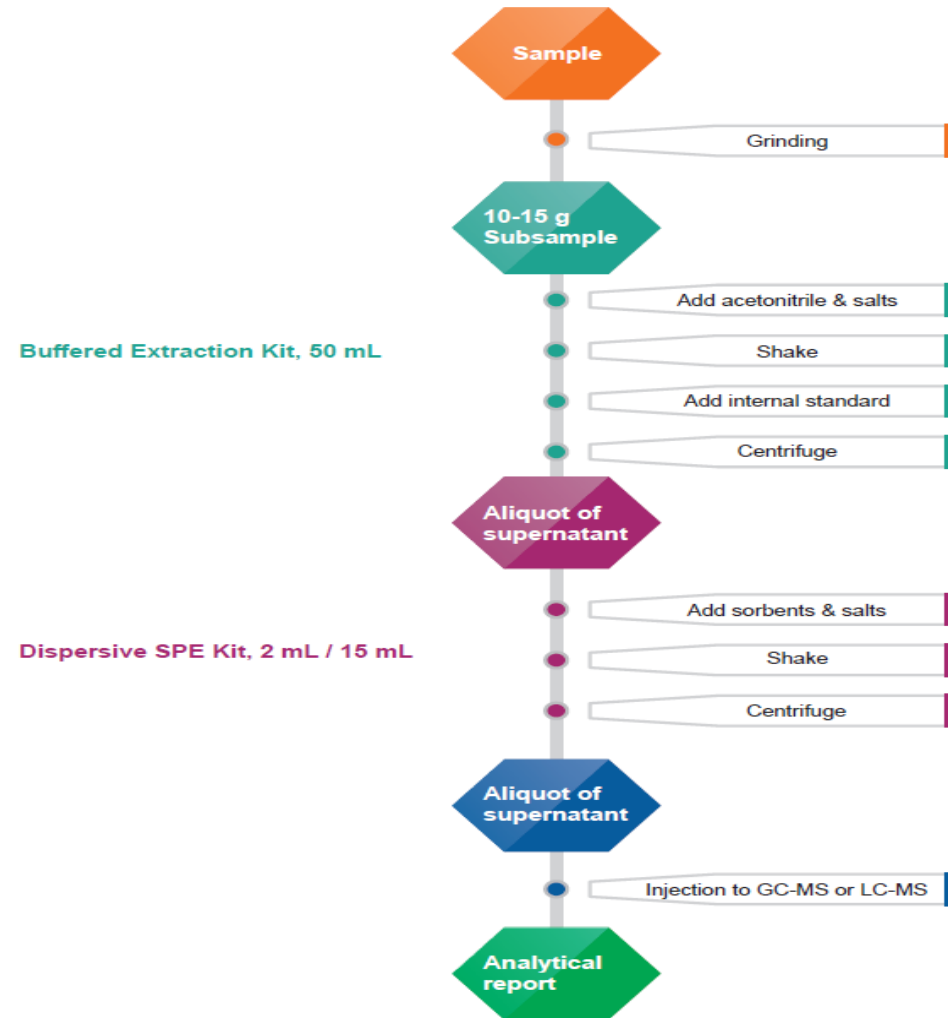 Sample
Grinding
10-15 g
Subsample
Add acetonitrile & salts
Buffered Extraction Kit, 50 mL
Shake
Add internal standard
Centrifuge
Aliquot of
supernatant
Add sorbents & salts
Dispersive SPE Kit, 2 mL / 15 mL
Shake
Centrifuge
Aliquot of
supernatant
Injection to GC-MS or LC-MS
Analytical
report